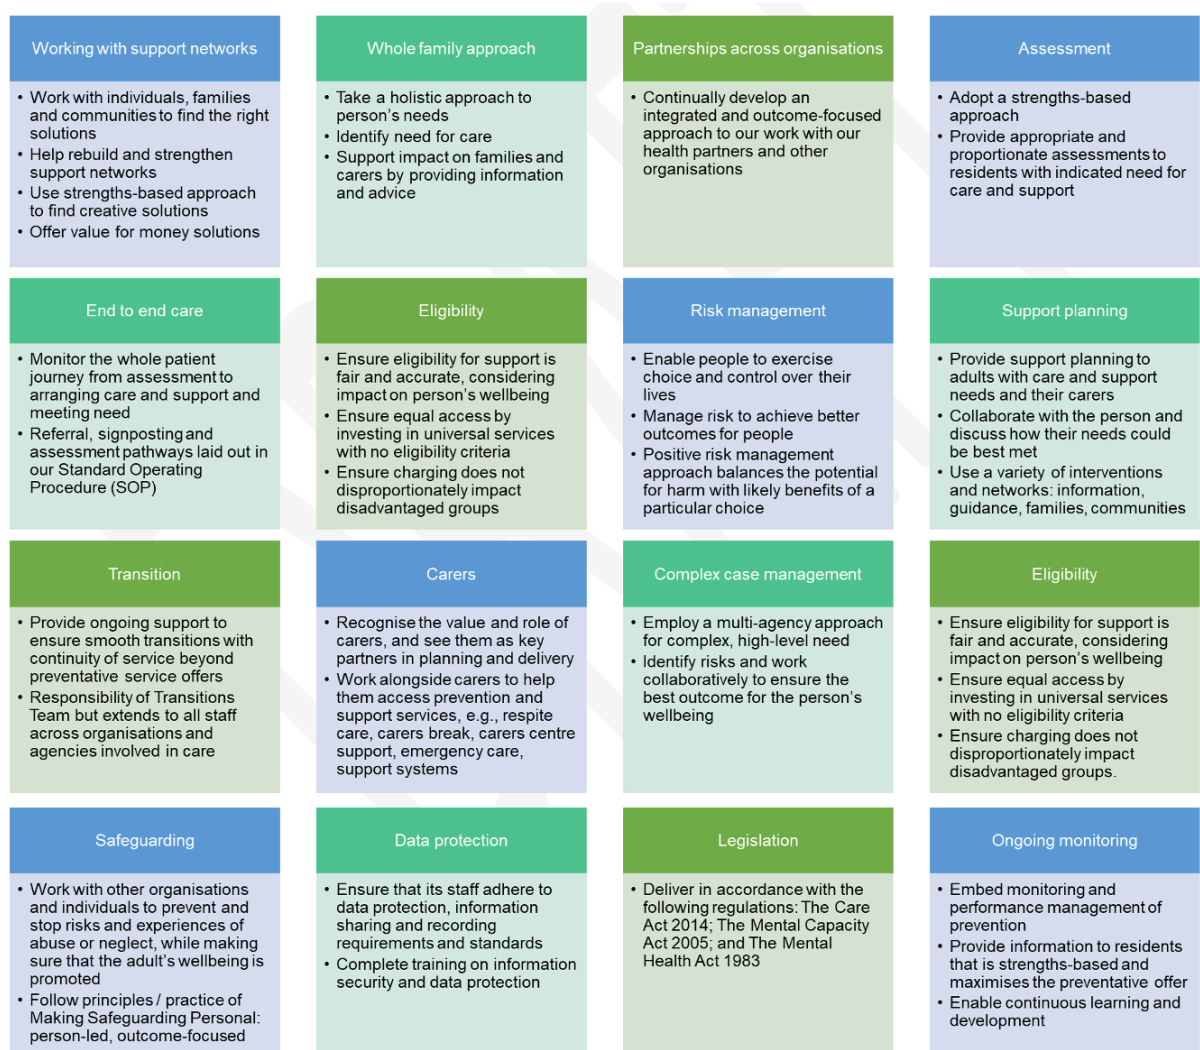 Working with support networks
• Work with individuals, families
and communities to find the right
solutions
• Help rebuild and strengthen
support networks
• Use strengths-based approach
to find creative solutions
• Offer value for money solutions
Whole family approach
• Take a holistic approach to
person's needs
• Identify need for care
• Support impact on families and
carers by providing information
and advice
Partnerships across organisations
• Continually develop an
integrated and outcome-focused
approach to our work with our
health partners and other
organisations
Assessment
• Adopt a strengths-based
approach
• Provide appropriate and
proportionate assessments to
residents with indicated need for
care and support
End to end care
• Monitor the whole patient
journey from assessment to
arranging care and support and
meeting need
• Referral, signposting and
assessment pathways laid out in
our Standard Operating
Procedure (SOP)
Eligibility
• Ensure eligibility for support is
fair and accurate, considering
impact on person's wellbeing
• Ensure equal access by
investing in universal services
with no eligibility criteria
• Ensure charging does not
disproportionately impact
disadvantaged groups
Risk management
• Enable people to exercise
choice and control over their
lives
• Manage risk to achieve better
outcomes for people
• Positive risk management
approach balances the potential
for harm with likely benefits of a
particular choice
Support planning
• Provide support planning to
adults with care and support
needs and their carers
• Collaborate with the person and
discuss how their needs could
be best met
• Use a variety of interventions
and networks: information,
guidance, families, communities
Transition
• Provide ongoing support to
ensure smooth transitions with
continuity of service beyond
preventative service offers
• Responsibility of Transitions
Team but extends to all staff
across organisations and
agencies involved in care
Carers
• Recognise the value and role of
carers, and see them as key
partners in planning and delivery
• Work alongside carers to help
them access prevention and
support services, e.g., respite
care, carers break, carers centre
support, emergency care,
support systems
Complex case management
• Employ a multi-agency approach
for complex, high-level need
• Identify risks and work
collaboratively to ensure the
best outcome for the person's
wellbeing
Eligibility
• Ensure eligibility for support is
fair and accurate, considering
impact on person's wellbeing
• Ensure equal access by
investing in universal services
with no eligibility criteria
• Ensure charging does not
disproportionately impact
disadvantaged groups.
Safeguarding
• Work with other organisations
and individuals to prevent and
stop risks and experiences of
abuse or neglect, while making
sure that the adult's wellbeing is
promoted
• Follow principles / practice of
Making Safeguarding Personal:
person-led, outcome-focused
Data protection
• Ensure that its staff adhere to
data protection, information
sharing and recording
requirements and standards
• Complete training on information
security and data protection
Legislation
• Deliver in accordance with the
following regulations: The Care
Act 2014; The Mental Capacity
Act 2005; and The Mental
Health Act 1983
Ongoing monitoring
• Embed monitoring and
performance management of
prevention
• Provide information to residents
that is strengths-based and
maximises the preventative offer
• Enable continuous learning and
development